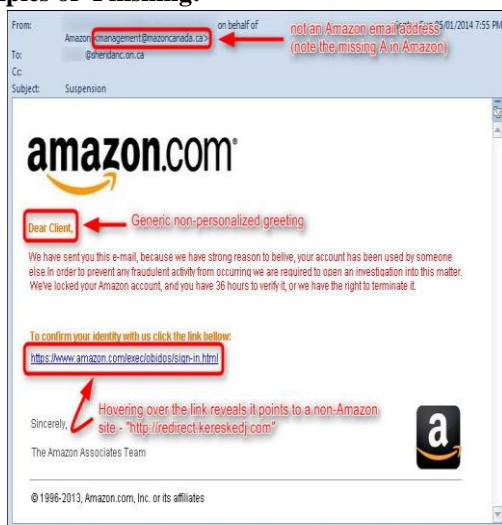 From:
on behalf of
Amazon <management@mazoncanada.ca>
25/01/2014 7:55 PM
not an Amazon email address
(note the missing A in Amazon)
To:
@sheridanc.on.ca
Cc:
Subject: Suspension
amazon.com
Dear Client,
Generic non-personalized greeting
We have sent you this e-mail, because we have strong reason to belive, your account has been used by someone
else. In order to prevent any fraudulent activity from occurring we are required to open an investigation into this matter.
We've locked your Amazon account, and you have 36 hours to verify it, or we have the right to terminate it.
To confirm your identity with us click the link bellow:
https://www.amazon.com/exec/obidos/sign-in.html
Hovering over the link reveals it points to a non-Amazon
site - "http://redirect.kereskedj.com"
Sincerely,
The Amazon Associates Team
a
© 1996-2013, Amazon.com, Inc. or its affiliates